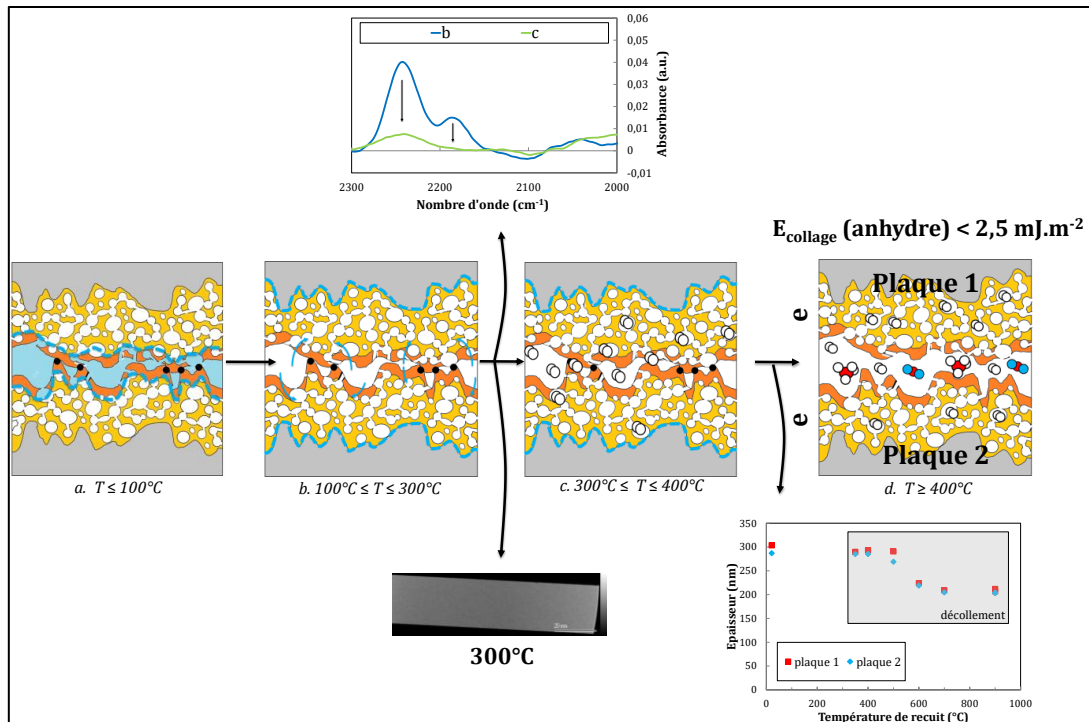 b c
0,06
0,05
0,04
0,03
0,02
0,01
0
-0,01
Absorbance (a.u.)
2300 2200 2100 2000
Nombre d'onde (cm-1)
Ecollage (anhydre) < 2,5 mJ.m-2
Plaque 1
e
e
Plaque 2
a. T ≤ 100°C
b. 100°C ≤ T ≤ 300°C
c. 300°C ≤ T ≤ 400°C
d. T ≥ 400°C
20 nm
300°C
350
300
250
200
150
100
50
0
Epaisseur (nm)
décollement
plaque 1 plaque 2
0 200 400 600 800 1000
Température de recuit (°C)